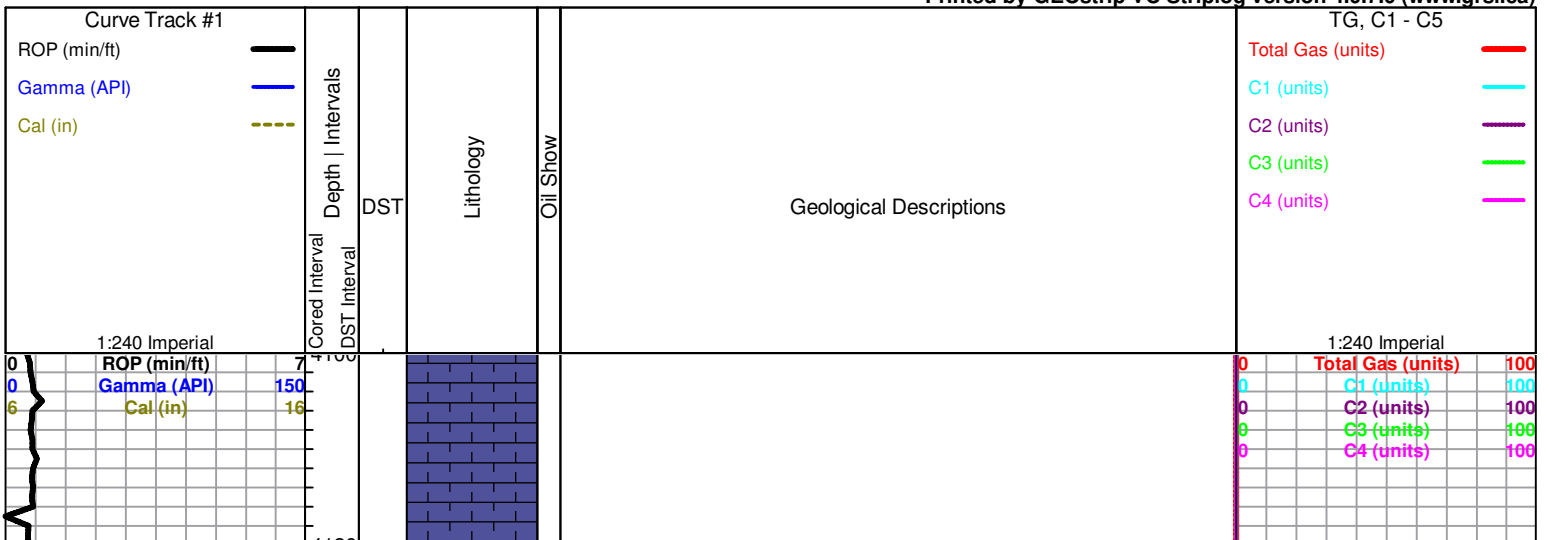 Curve Track #1
ROP (min/ft)
Gamma (API)
Cal (in)
1:240 Imperial
Depth | Intervals
Cored Interval
DST Interval
DST
Lithology
Oil Show
Geological Descriptions
TG, C1 - C5
Total Gas (units)
C1 (units)
C2 (units)
C3 (units)
C4 (units)
1:240 Imperial
0 ROP (min/ft) 7
0 Gamma (API) 150
6 Cal (in) 16
4100
0 Total Gas (units) 100
0 C1 (units) 100
0 C2 (units) 100
0 C3 (units) 100
0 C4 (units) 100